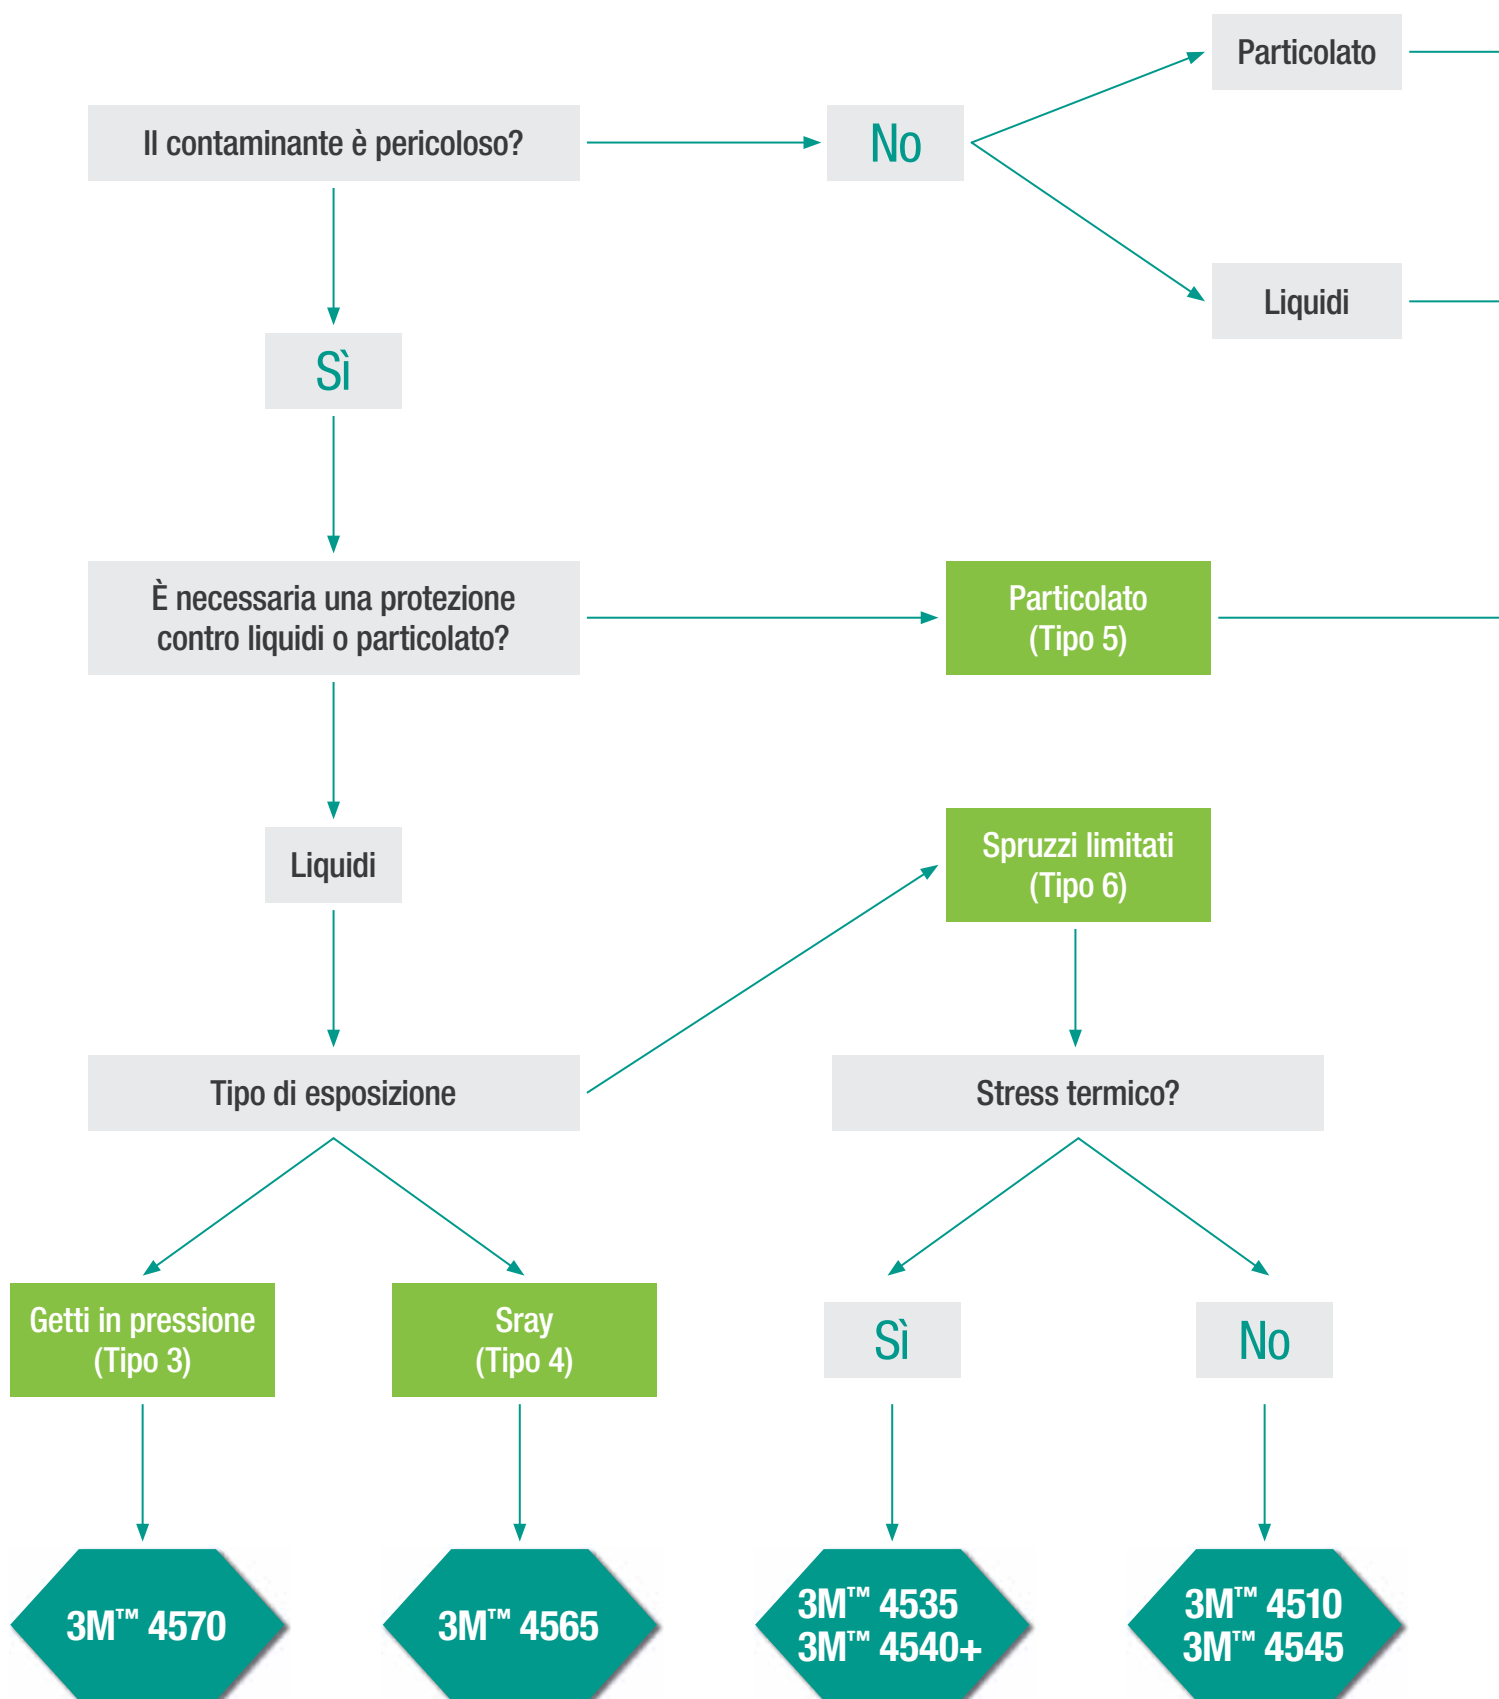 Particolato
Il contaminante è pericoloso?
No
Liquidi
Sì
È necessaria una protezione
contro liquidi o particolato?
Particolato
(Tipo 5)
Liquidi
Spruzzi limitati
(Tipo 6)
Tipo di esposizione
Stress termico?
Getti in pressione
(Tipo 3)
Sray
(Tipo 4)
Sì
No
3M™ 4570
3M™ 4565
3M™ 4535
3M™ 4540+
3M™ 4510
3M™ 4545